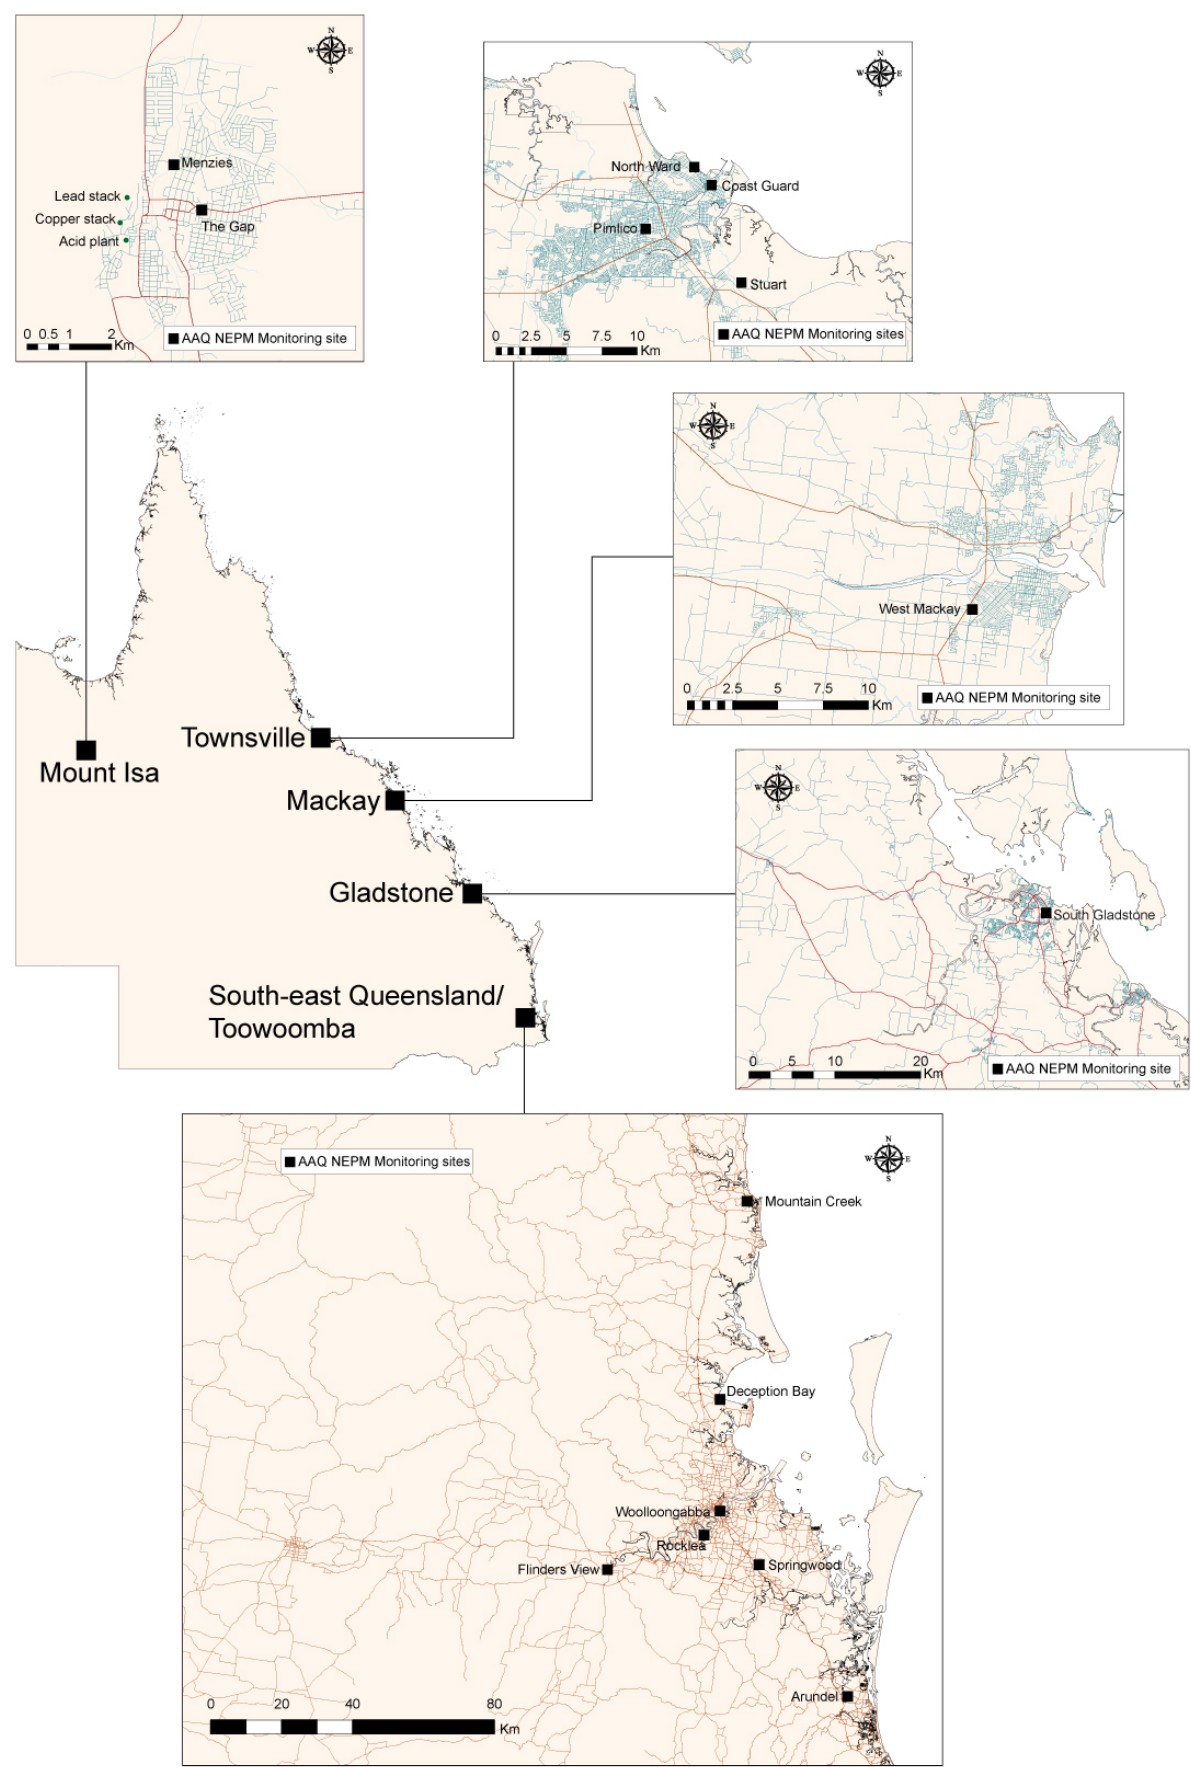 N
W E
S
Menzies
Lead stack
Copper stack
The Gap
Acid plant
0 0.5 1 2
Km
AAQ NEPM Monitoring site
N
W E
S
North Ward
Coast Guard
Pimlico
Stuart
0 2.5 5 7.5 10
Km
AAQ NEPM Monitoring sites
N
W E
S
West Mackay
0 2.5 5 7.5 10
Km
AAQ NEPM Monitoring site
Townsville
Mount Isa
Mackay
Gladstone
South-east Queensland/
Toowoomba
N
W E
S
South Gladstone
0 5 10 20
Km
AAQ NEPM Monitoring site
AAQ NEPM Monitoring sites
N
W E
S
Mountain Creek
Deception Bay
Woolloongabba
Rocklea
Flinders View
Springwood
Arundel
0 20 40 80
Km